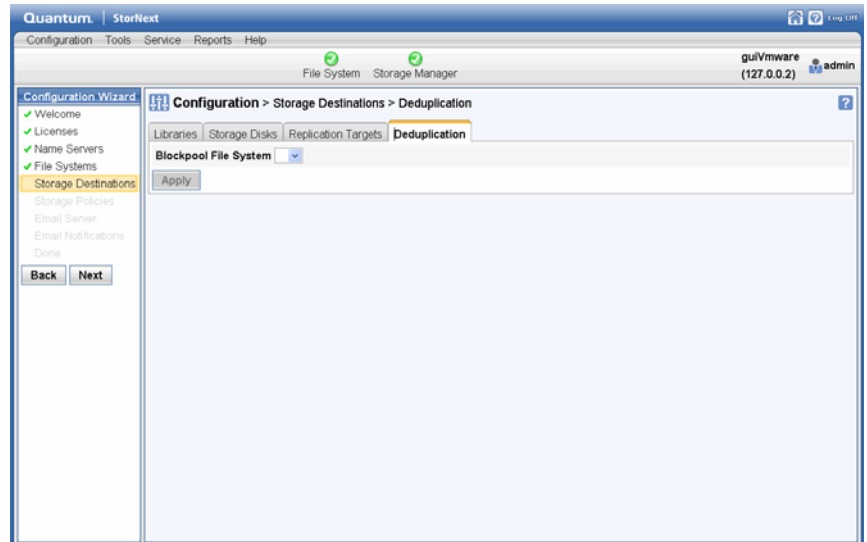 Quantum. StorNext
Log Off
Configuration Tools Service Reports Help
File System Storage Manager
guiVmware
(127.0.0.2)
admin
Configuration Wizard
Welcome
Licenses
Name Servers
File Systems
Storage Destinations
Storage Policies
Email Server
Email Notifications
Done
Back Next
Configuration > Storage Destinations > Deduplication
Libraries Storage Disks Replication Targets Deduplication
Blockpool File System
Apply